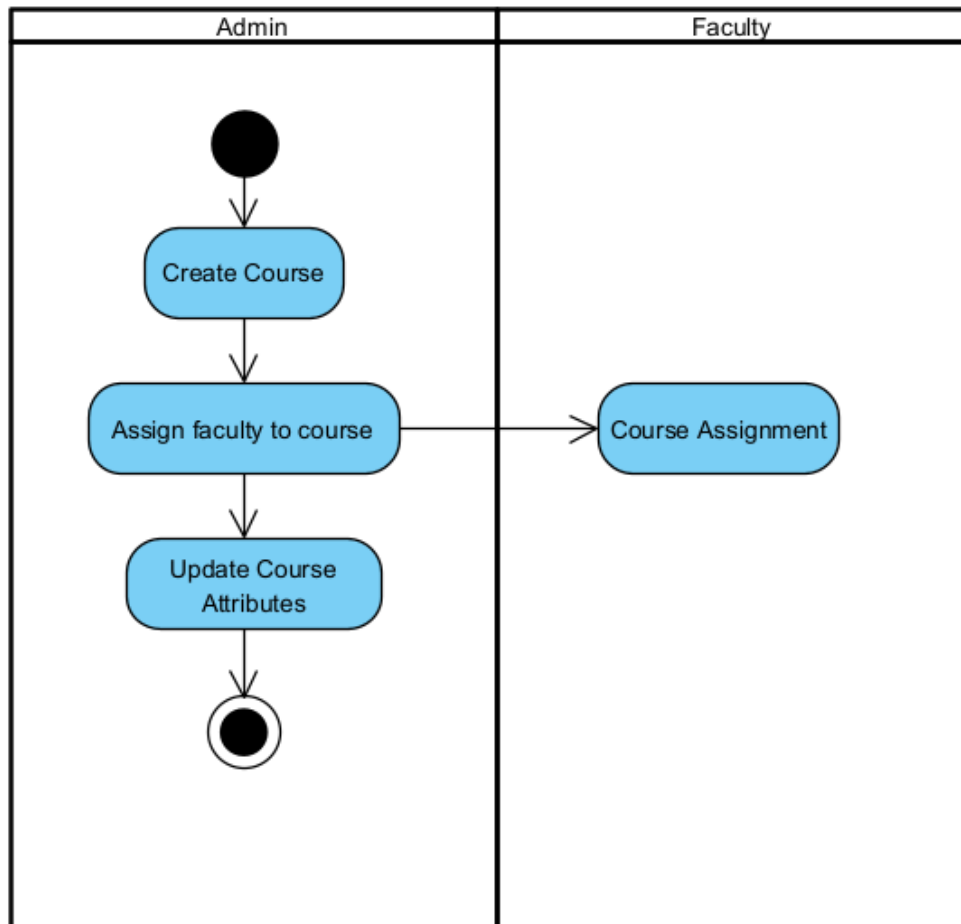 Admin
Faculty
Create Course
Assign faculty to course
Course Assignment
Update Course
Attributes